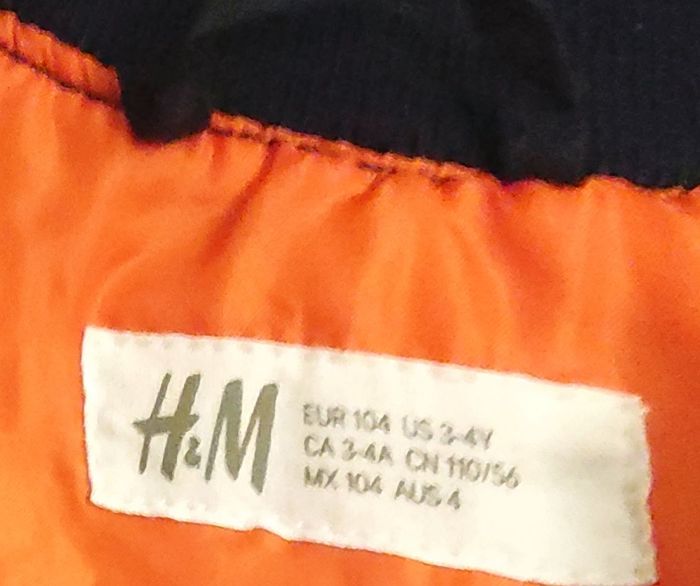 H&M
EUR 104 US 3-4Y
CA 3-4A CN 110/56
MX 104 AUS 4